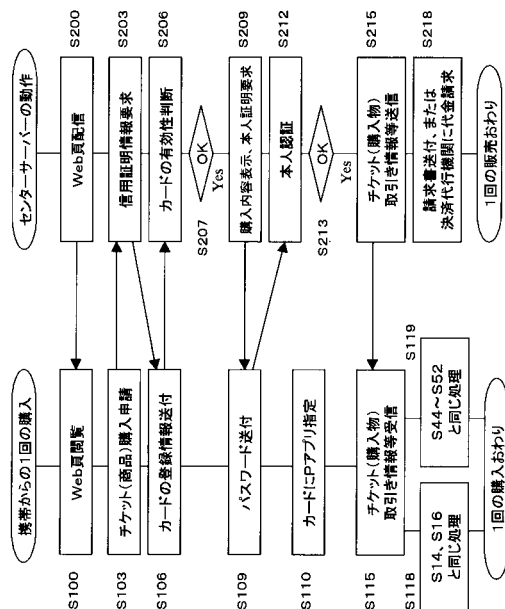 携帯からの1回の購入
S100
Web頁閲覧
S103
チケット(商品)購入申請
S106
カードの登録情報送付
S109
パスワード送付
S110
カードにPアプリ指定
S115
チケット(購入物)
取引き情報等受信
S118
S14、S16
と同じ処理
S119
S44～S52
と同じ処理
1回の購入おわり
センターサーバーの動作
Web頁配信
S200
信用証明情報要求
S203
カードの有効性判断
S206
OK
S207
Yes
購入内容表示、本人証明要求
S209
本人認証
S212
OK
S213
Yes
チケット(購入物)
取引き情報等送信
S215
請求書送付、または
決済代行機関に代金請求
S218
1回の販売おわり